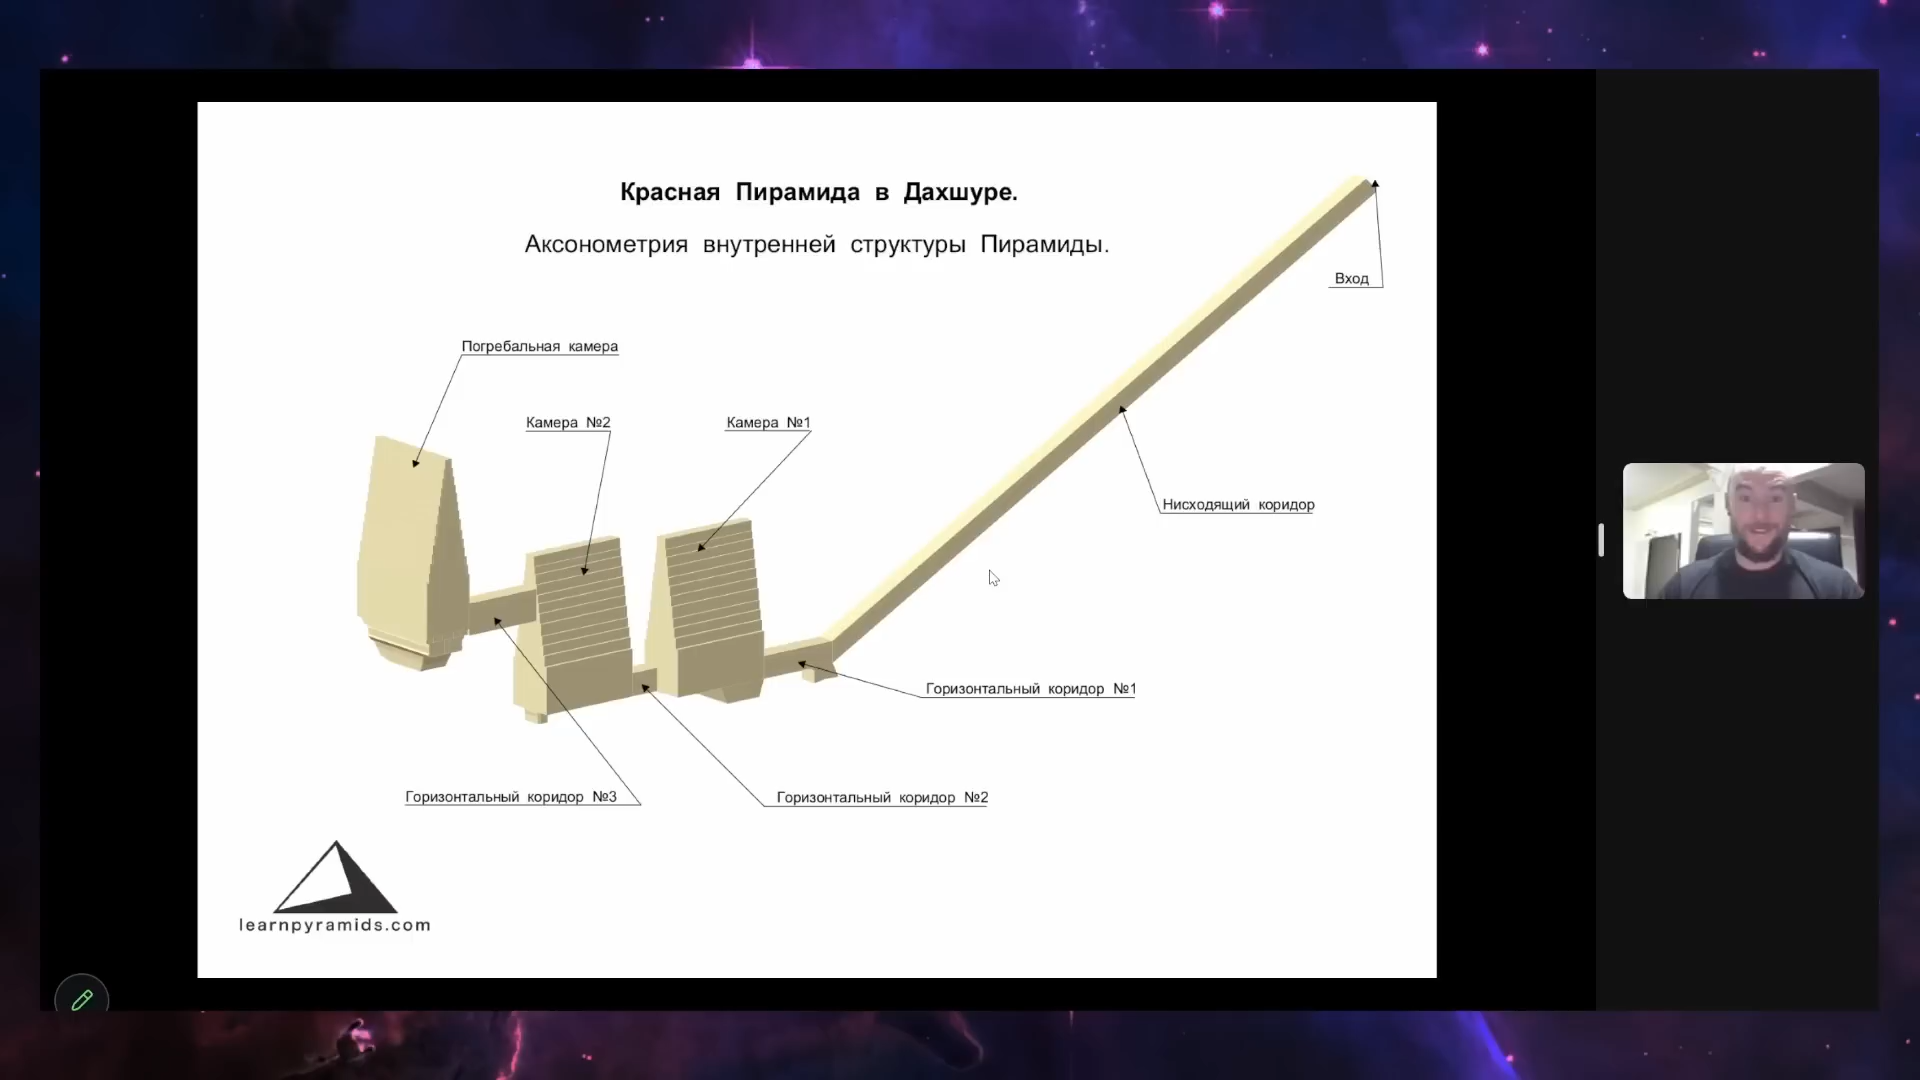 Красная Пирамида в Дахшуре.
Аксонометрия внутренней структуры Пирамиды.
Вход
Погребальная камера
Камера №2
Камера №1
Нисходящий коридор
Горизонтальный коридор №1
Горизонтальный коридор №3
Горизонтальный коридор №2
learnpyramids.com